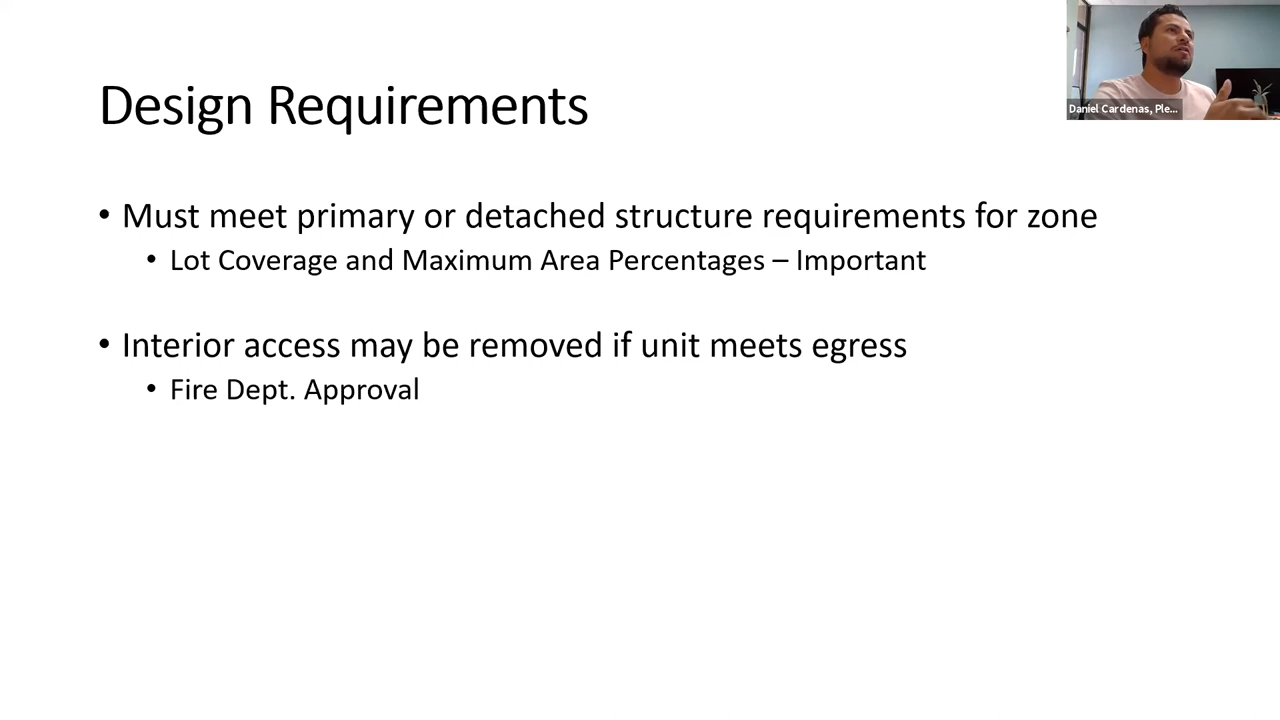 Design Requirements
Daniel Cardenas, Ple...
• Must meet primary or detached structure requirements for zone
• Lot Coverage and Maximum Area Percentages – Important
• Interior access may be removed if unit meets egress
• Fire Dept. Approval